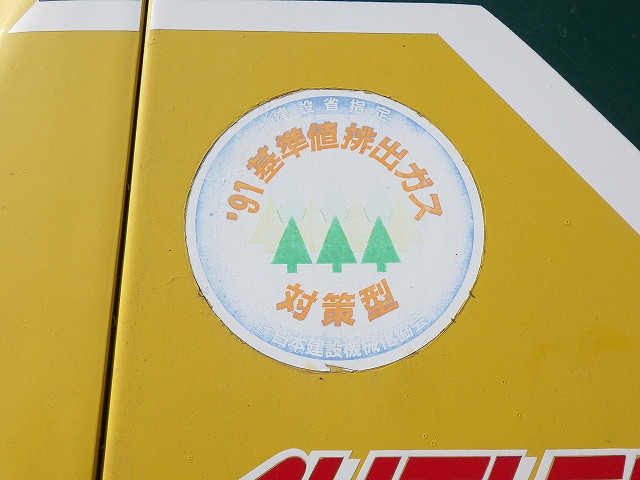 建設省指定
'91基準値排出ガス
対策型
日本建設機械化協会